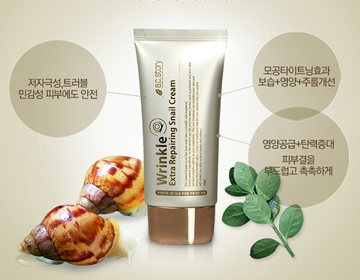 저자극성,트러블
민감성 피부에도 안전
a.c. story
Wrinkle
Extra Repairing Snail Cream
모공타이트닝효과
보습+영양+주름개선
영양공급+탄력증대
피부결을
부드럽고 촉촉하게